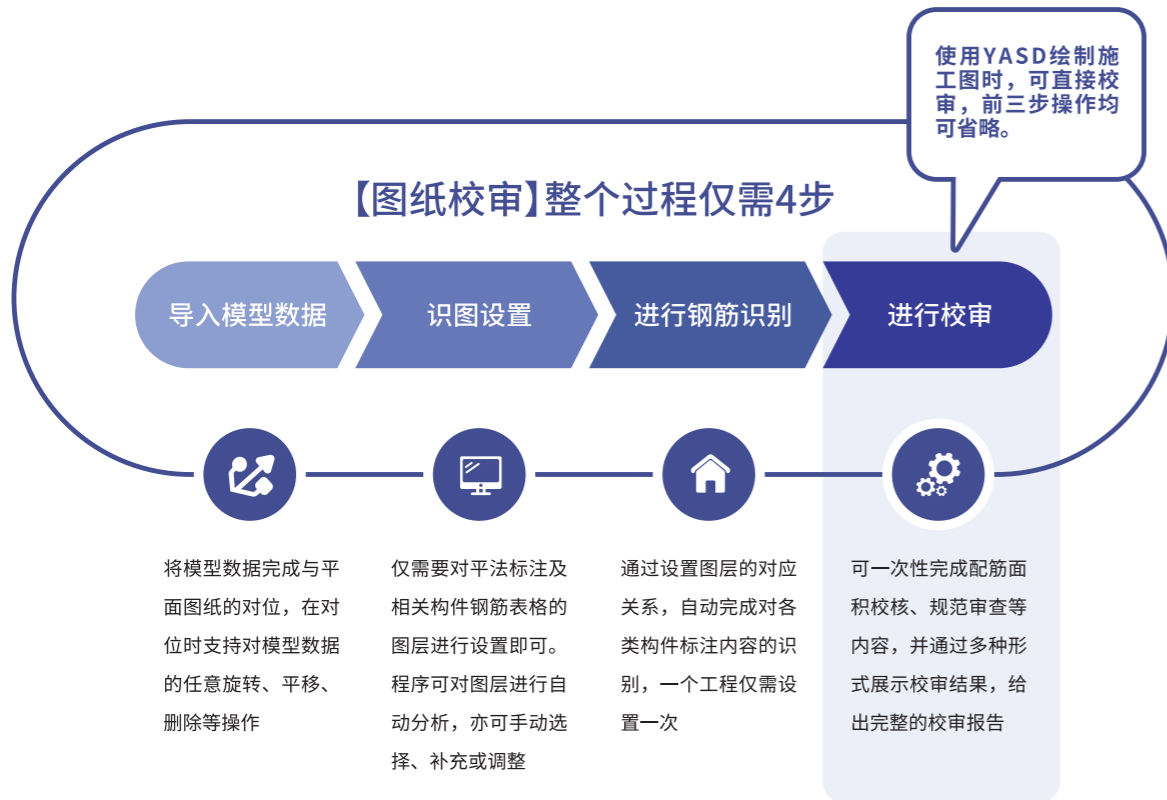 使用YASD绘制施
工图时，可直接校
审，前三步操作均
可省略。
【图纸校审】整个过程仅需4步
导入模型数据
识图设置
进行钢筋识别
进行校审
将模型数据完成与平
面图纸的对位，在对
位时支持对模型数据
的任意旋转、平移、
删除等操作
仅需要对平法标注及
相关构件钢筋表格的
图层进行设置即可。
程序可对图层进行自
动分析，亦可手动选
择、补充或调整
通过设置图层的对应
关系，自动完成对各
类构件标注内容的识
别，一个工程仅需设
置一次
可一次性完成配筋面
积校核、规范审查等
内容，并通过多种形
式展示校审结果，给
出完整的校审报告